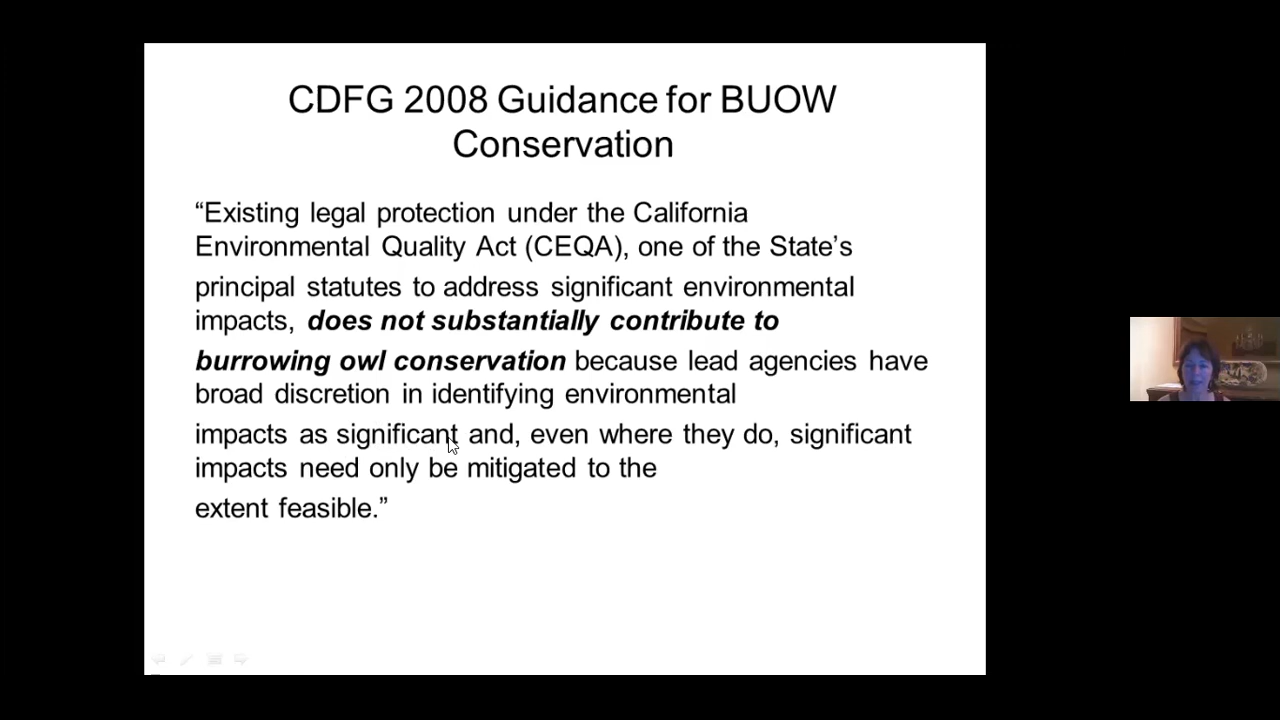 CDFG 2008 Guidance for BUOW
Conservation
“Existing legal protection under the California
Environmental Quality Act (CEQA), one of the State’s
principal statutes to address significant environmental
impacts, does not substantially contribute to
burrowing owl conservation because lead agencies have
broad discretion in identifying environmental
impacts as significant and, even where they do, significant
impacts need only be mitigated to the
extent feasible.”